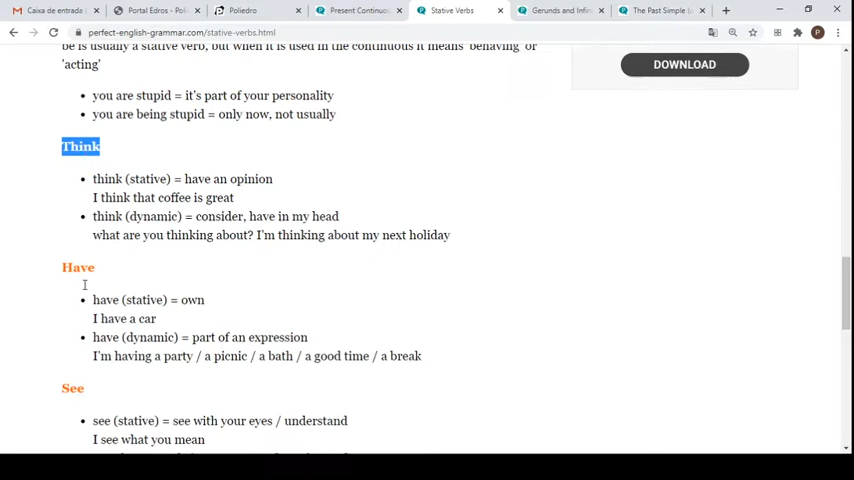 Caixa de entrada (
Portal Edros - Poliedro
Poliedro
Present Continuou
Stative Verbs
Gerunds and Infini
The Past Simple (o
perfect-english-grammar.com/stative-verbs.html
P
be is usually a stative verb, but when it is used in the continuous it means 'behaving' or
'acting'
DOWNLOAD
you are stupid = it's part of your personality
you are being stupid = only now, not usually
Think
think (stative) = have an opinion
I think that coffee is great
think (dynamic) = consider, have in my head
what are you thinking about? I'm thinking about my next holiday
Have
have (stative) = own
I have a car
have (dynamic) = part of an expression
I'm having a party / a picnic / a bath / a good time / a break
See
see (stative) = see with your eyes / understand
I see what you mean